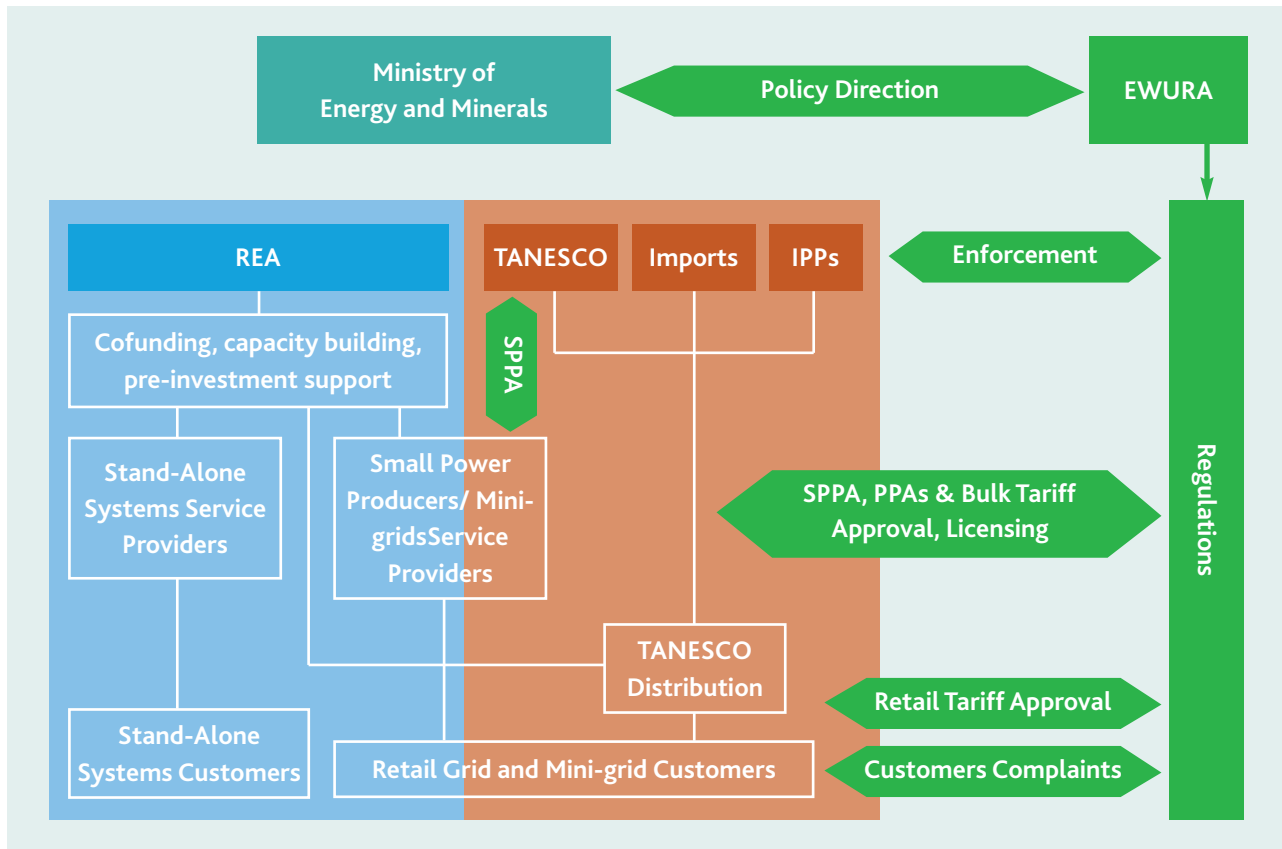 Ministry of
Energy and Minerals
Policy Direction
EWURA
REA
TANESCO
Imports
IPPs
Enforcement
Cofunding, capacity building,
pre-investment support
SPPA
Stand-Alone
Systems Service
Providers
Small Power
Producers/ Mini-
gridsService
Providers
SPPA, PPAs & Bulk Tariff
Approval, Licensing
Regulations
TANESCO
Distribution
Retail Tariff Approval
Stand-Alone
Systems Customers
Retail Grid and Mini-grid Customers
Customers Complaints